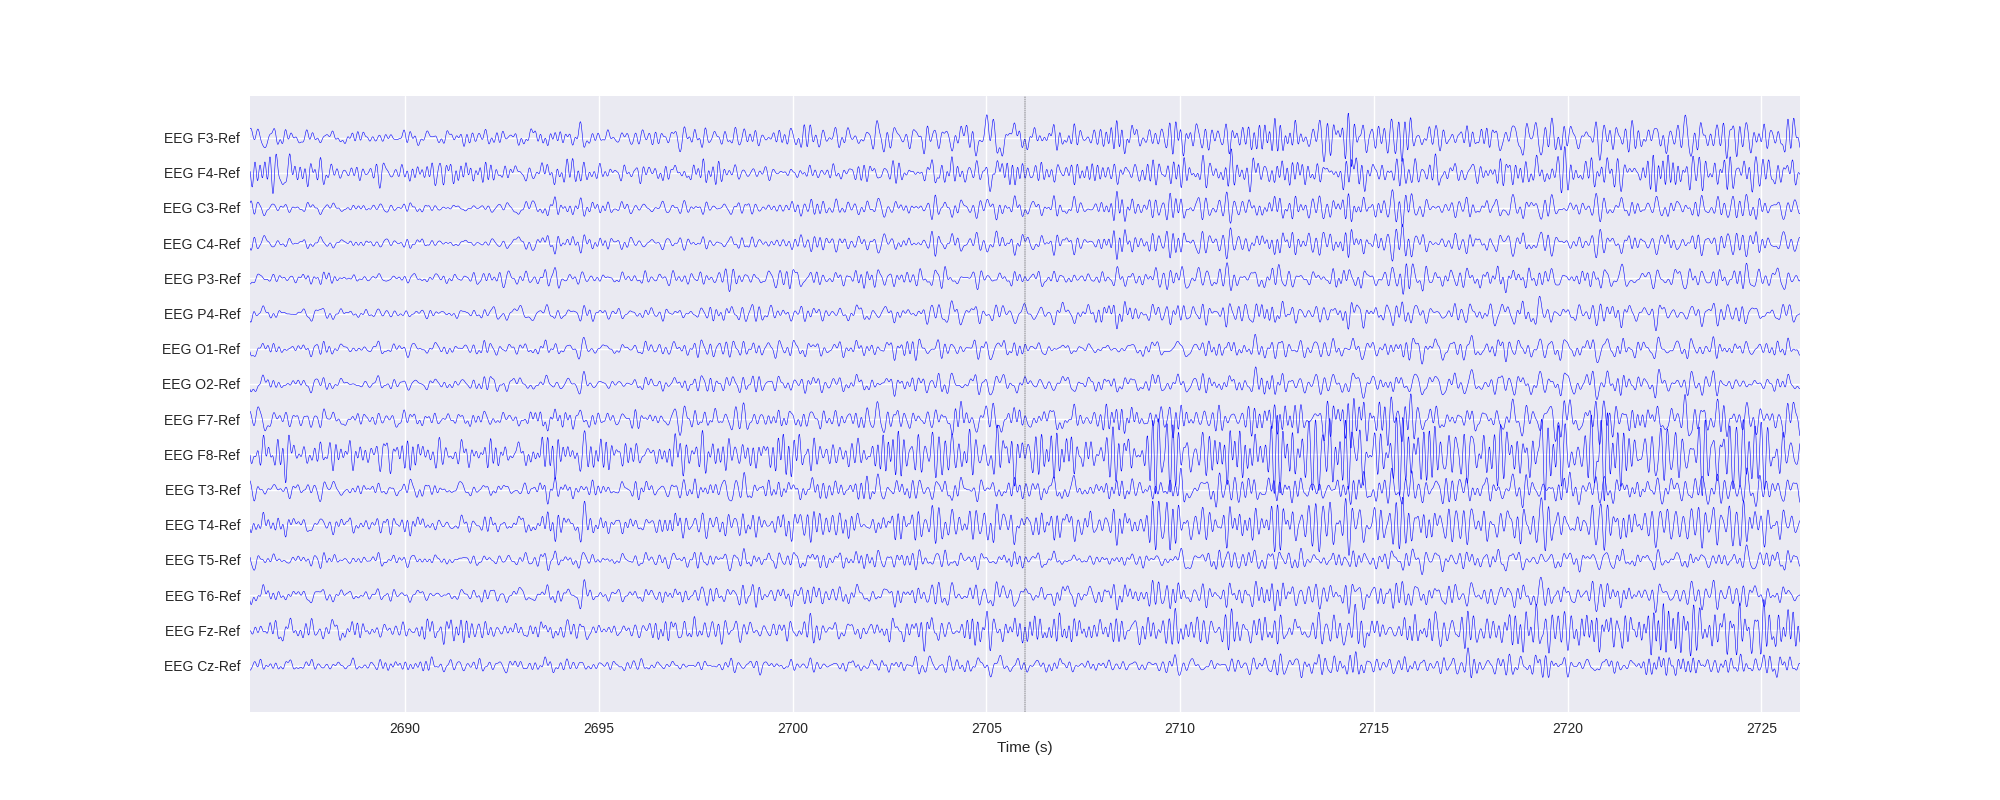 EEG F3-Ref
EEG F4-Ref
EEG C3-Ref
EEG C4-Ref
EEG P3-Ref
EEG P4-Ref
EEG O1-Ref
EEG O2-Ref
EEG F7-Ref
EEG F8-Ref
EEG T3-Ref
EEG T4-Ref
EEG T5-Ref
EEG T6-Ref
EEG Fz-Ref
EEG Cz-Ref
2690 2695 2700 2705 2710 2715 2720 2725
Time (s)